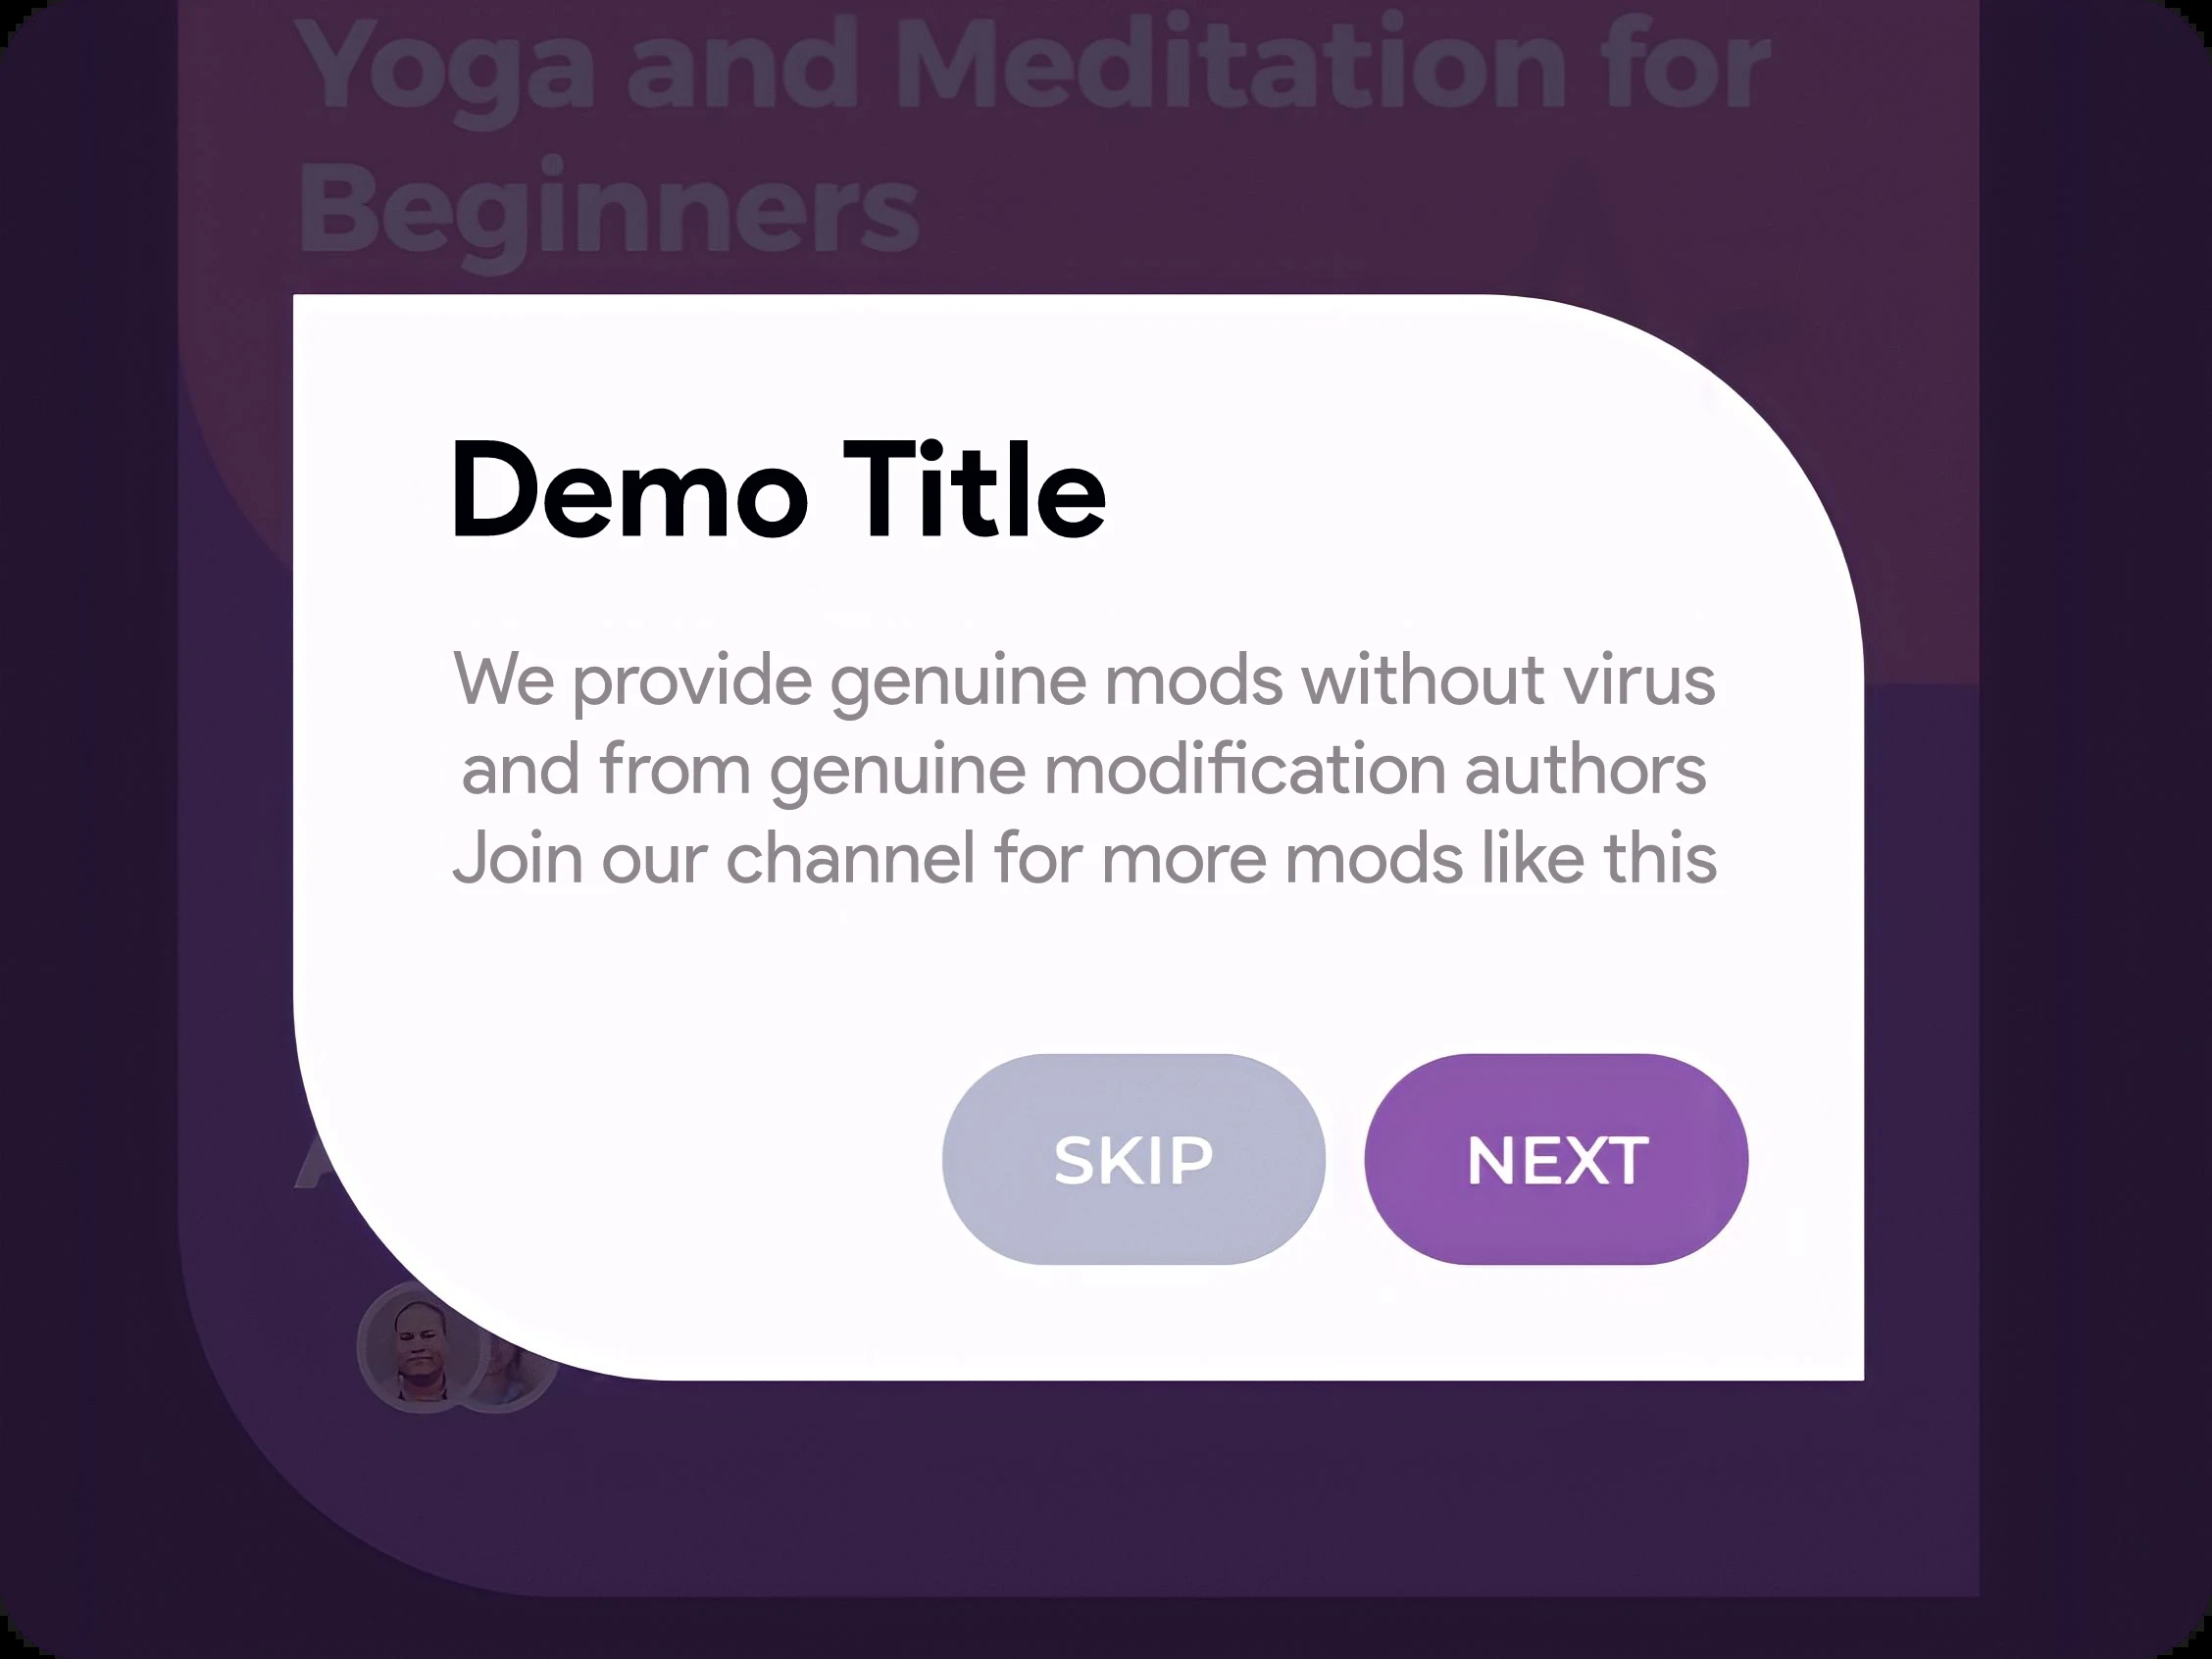 Yoga and Meditation for
Beginners
Demo Title
We provide genuine mods without virus
and from genuine modification authors
Join our channel for more mods like this
SKIP NEXT